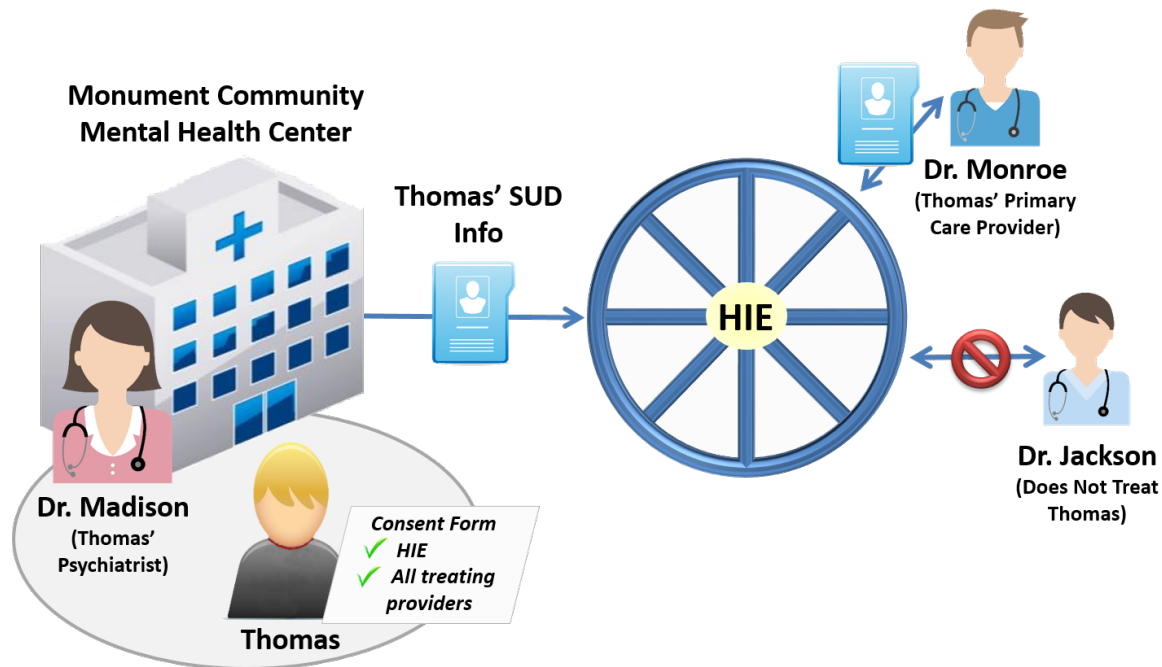 Monument Community
Mental Health Center
Thomas' SUD
Info
HIE
Dr. Monroe
(Thomas' Primary
Care Provider)
Dr. Jackson
(Does Not Treat
Thomas)
Dr. Madison
(Thomas'
Psychiatrist)
Consent Form
HIE
All treating
providers
Thomas